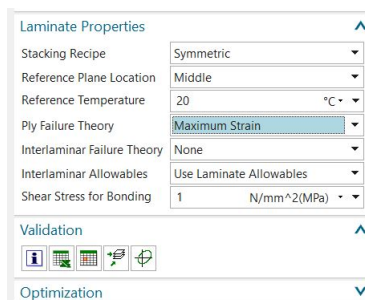 Laminate Properties
Stacking Recipe Symmetric
Reference Plane Location Middle
Reference Temperature 20 °C
Ply Failure Theory Maximum Strain
Interlaminar Failure Theory None
Interlaminar Allowables Use Laminate Allowables
Shear Stress for Bonding 1 N/mm^2(MPa)
Validation
Optimization